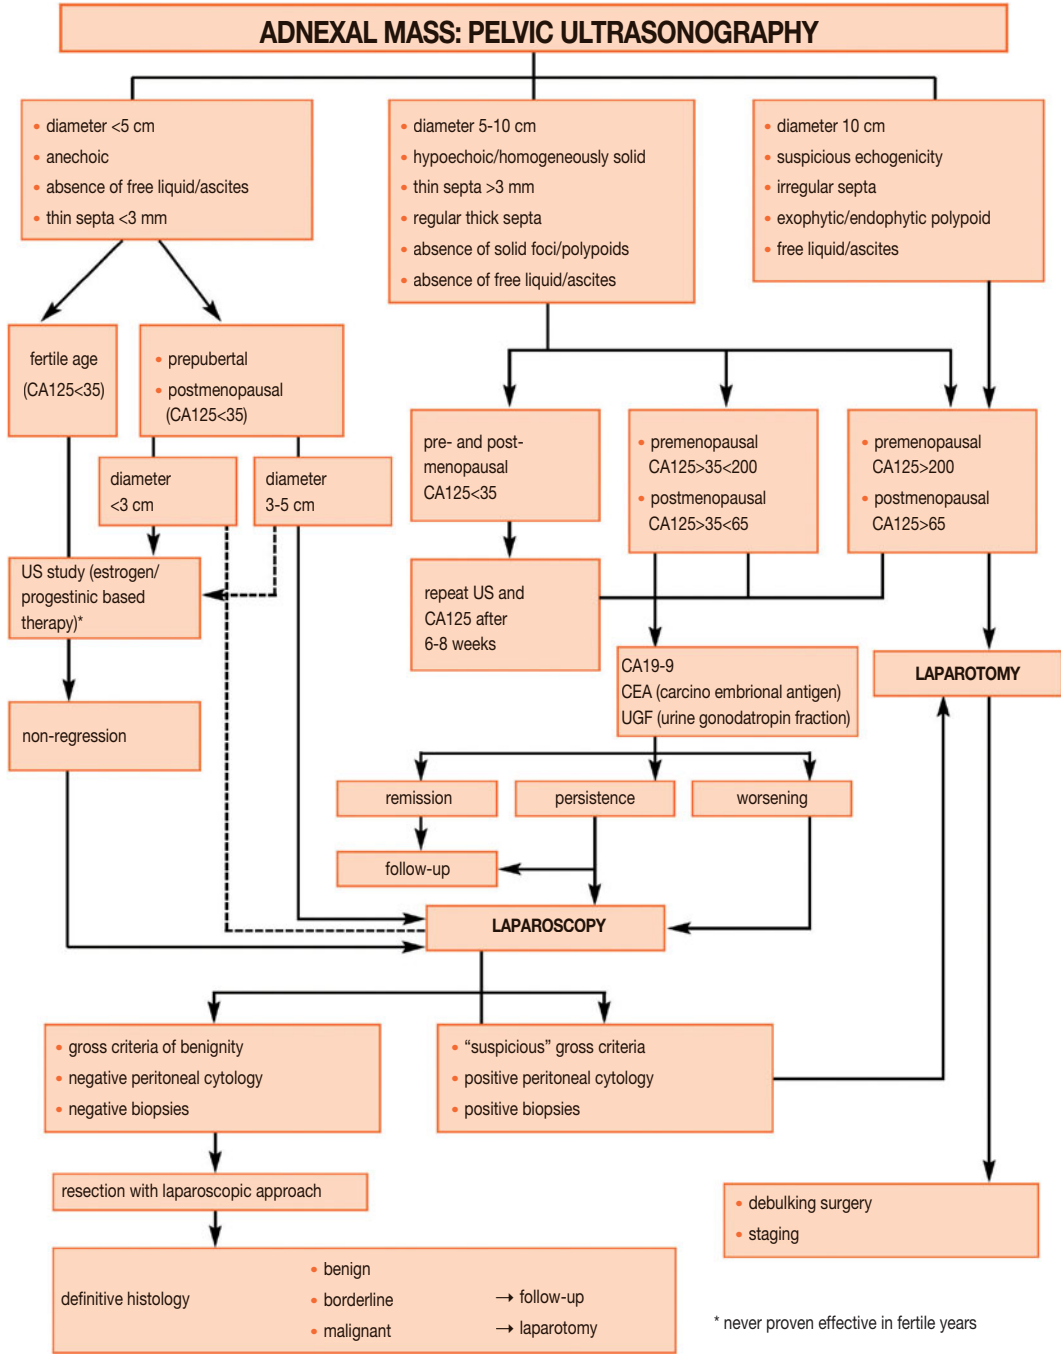 ADNEXAL MASS: PELVIC ULTRASONOGRAPHY
• diameter <5 cm
• anechoic
• absence of free liquid/ascites
• thin septa <3 mm
• diameter 5-10 cm
• hypoechoic/homogeneously solid
• thin septa >3 mm
• regular thick septa
• absence of solid foci/polypoids
• absence of free liquid/ascites
• diameter 10 cm
• suspicious echogenicity
• irregular septa
• exophytic/endophytic polypoid
• free liquid/ascites
fertile age
(CA125<35)
• prepubertal
• postmenopausal
(CA125<35)
diameter
<3 cm
diameter
3-5 cm
pre- and post-
menopausal
CA125<35
• premenopausal
CA125>35<200
• postmenopausal
CA125>35<65
• premenopausal
CA125>200
• postmenopausal
CA125>65
US study (estrogen/
progestinic based
therapy)*
repeat US and
CA125 after
6-8 weeks
CA19-9
CEA (carcino embrional antigen)
UGF (urine gonodatropin fraction)
LAPAROTOMY
non-regression
remission
persistence
worsening
follow-up
LAPAROSCOPY
• gross criteria of benignity
• negative peritoneal cytology
• negative biopsies
• “suspicious” gross criteria
• positive peritoneal cytology
• positive biopsies
resection with laparoscopic approach
• debulking surgery
• staging
definitive histology
• benign
• borderline → follow-up
• malignant → laparotomy
* never proven effective in fertile years